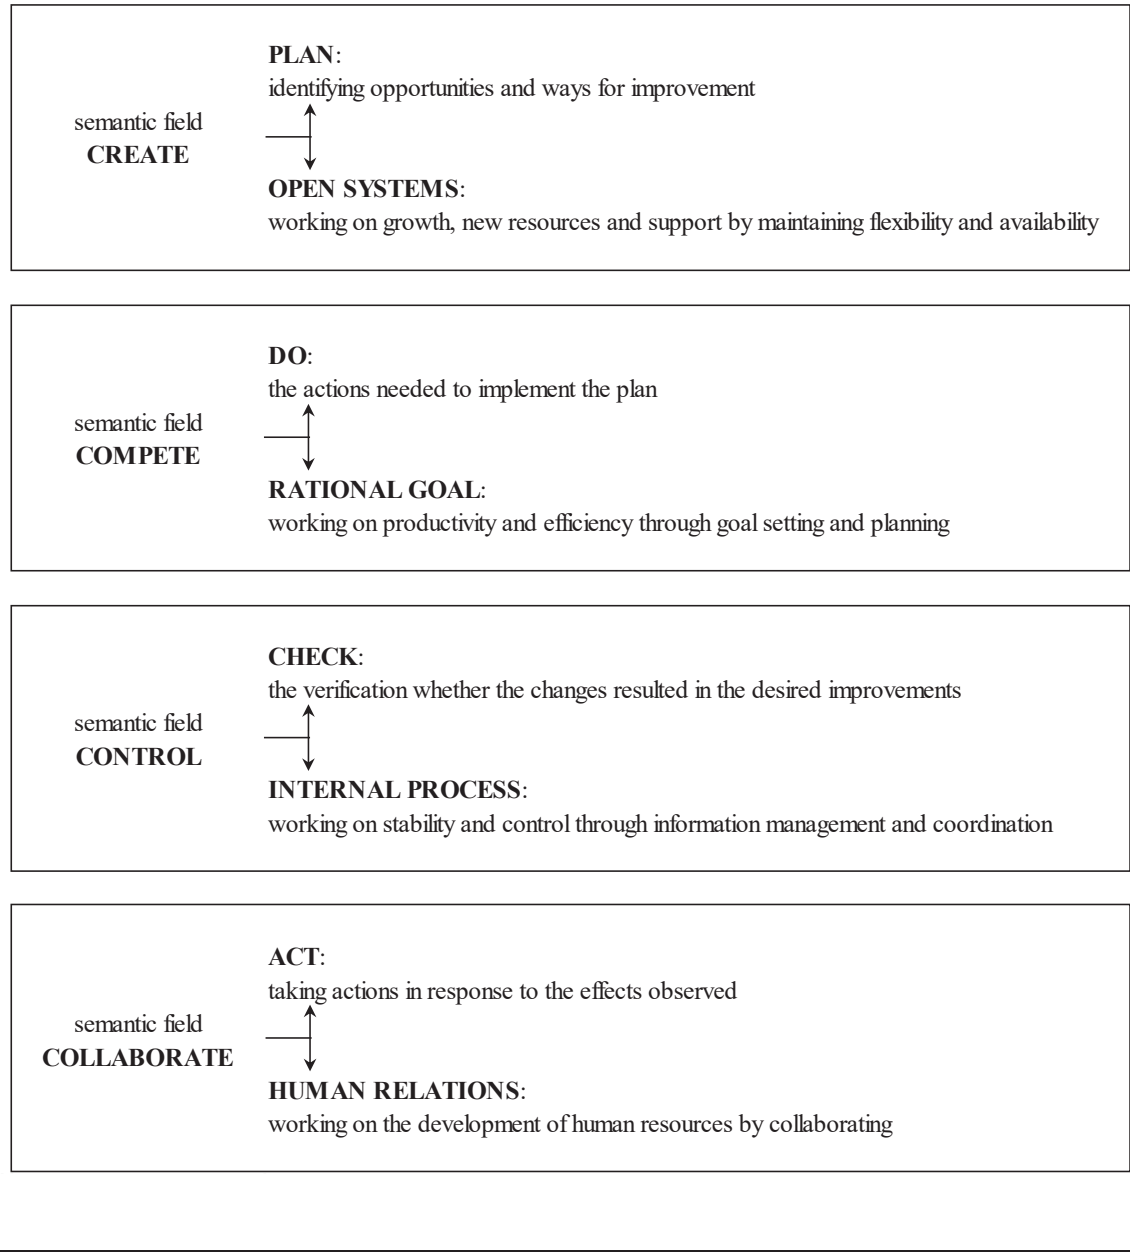 PLAN:
identifying opportunities and ways for improvement
semantic field
CREATE
OPEN SYSTEMS:
working on growth, new resources and support by maintaining flexibility and availability
DO:
the actions needed to implement the plan
semantic field
COMPETE
RATIONAL GOAL:
working on productivity and efficiency through goal setting and planning
CHECK:
the verification whether the changes resulted in the desired improvements
semantic field
CONTROL
INTERNAL PROCESS:
working on stability and control through information management and coordination
ACT:
taking actions in response to the effects observed
semantic field
COLLABORATE
HUMAN RELATIONS:
working on the development of human resources by collaborating